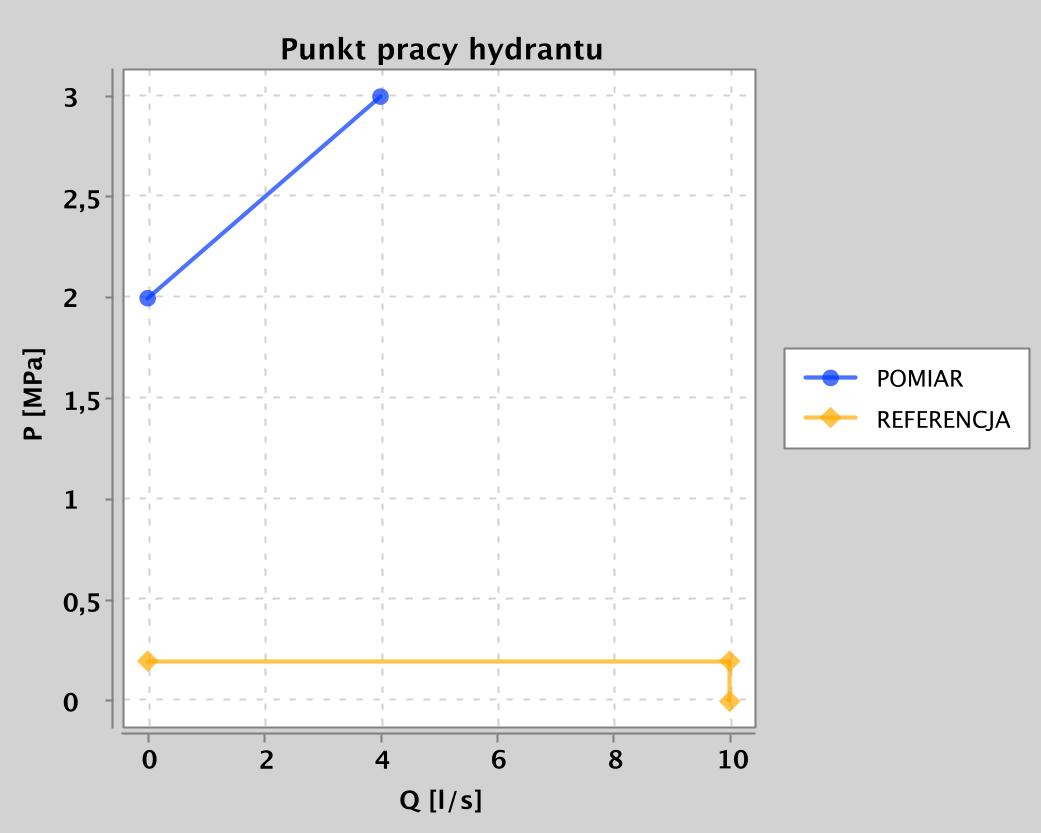 Punkt pracy hydrantu
3
2,5
2
1,5
1
0,5
0
P [MPa]
0 2 4 6 8 10
Q [l/s]
POMIAR
REFERENCJA